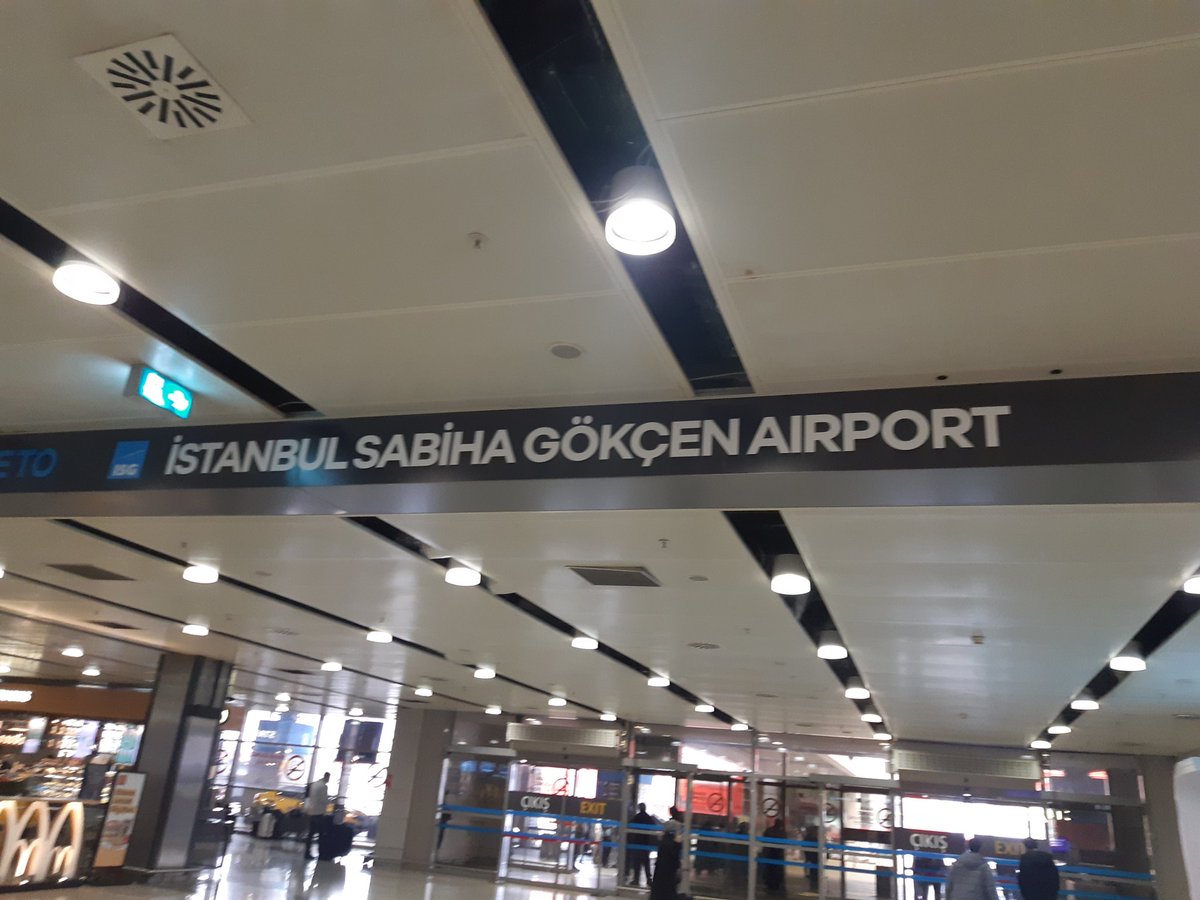 ETO
ISG
İSTANBUL SABİHA GÖKÇEN AIRPORT
ÇIKIŞ EXIT
ÇIKIŞ EXIT